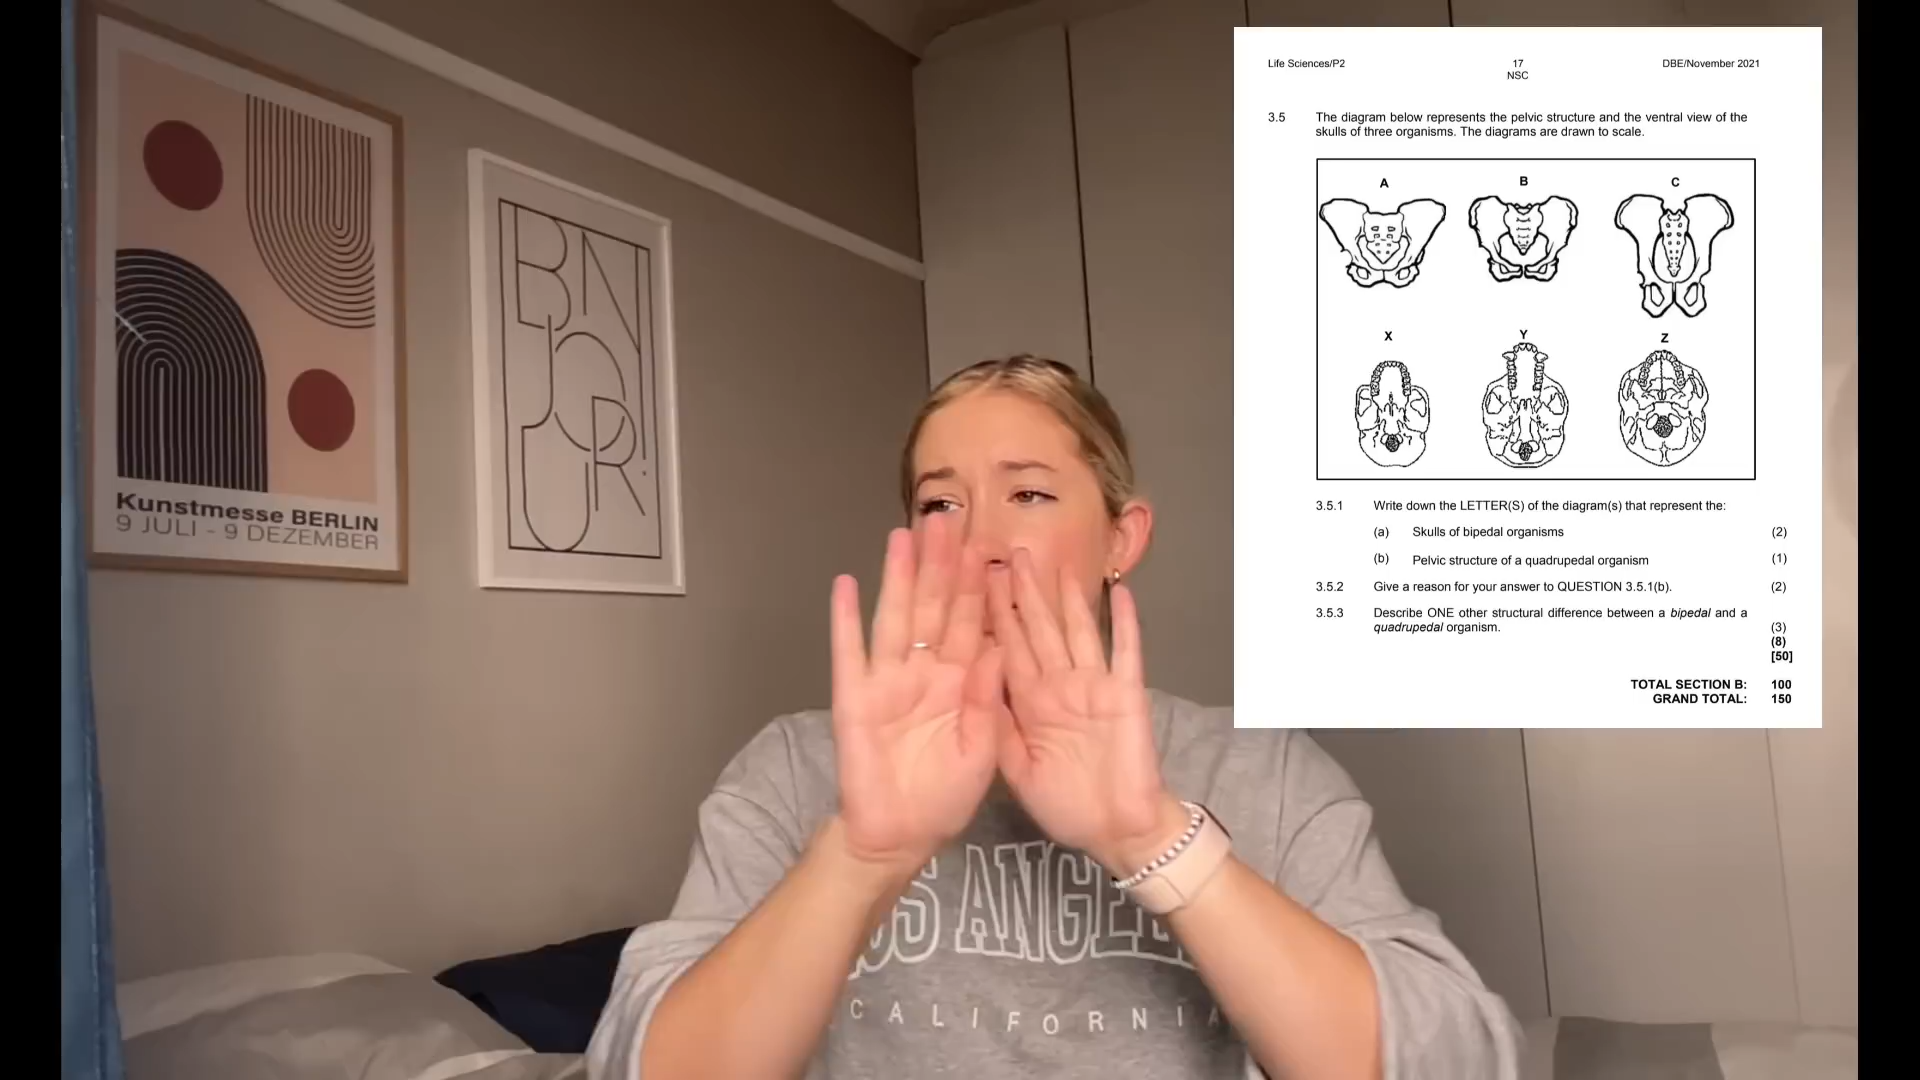 Kunstmesse BERLIN
9 JULI - 9 DEZEMBER
BONJOUR.
LOS ANGELES
CALIFORNIA
Life Sciences/P2 17 DBE/November 2021
NSC
3.5 The diagram below represents the pelvic structure and the ventral view of the
skulls of three organisms. The diagrams are drawn to scale.
A B C
X Y Z
3.5.1 Write down the LETTER(S) of the diagram(s) that represent the:
(a) Skulls of bipedal organisms (2)
(b) Pelvic structure of a quadrupedal organism (1)
3.5.2 Give a reason for your answer to QUESTION 3.5.1(b). (2)
3.5.3 Describe ONE other structural difference between a bipedal and a
quadrupedal organism. (3)
(8)
[50]
TOTAL SECTION B: 100
GRAND TOTAL: 150